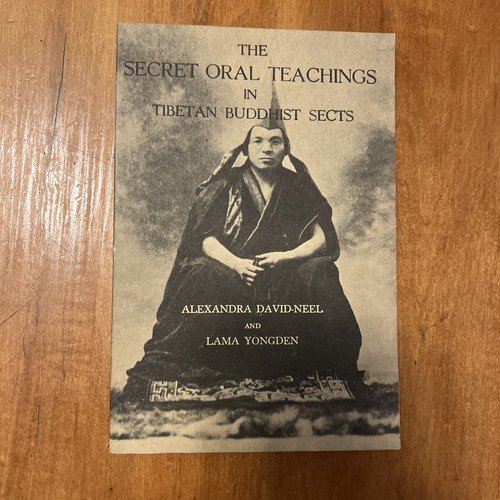 THE
SECRET ORAL TEACHINGS
IN
TIBETAN BUDDHIST SECTS
ALEXANDRA DAVID-NEEL
AND
LAMA YONGDEN